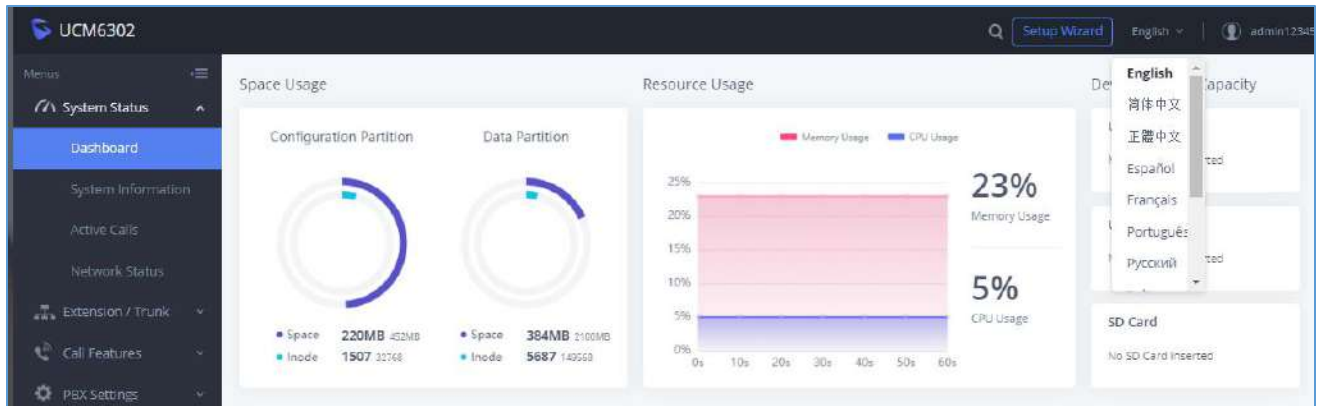 UCM6302
Setup Wizard
English
admin12345
Menus
System Status
Dashboard
System Information
Active Calls
Network Status
Extension / Trunk
Call Features
PBX Settings
Space Usage
Configuration Partition
Data Partition
Space 220MB 452MB
Inode 1507 32768
Space 384MB 2100MB
Inode 5687 149568
Resource Usage
Memory Usage CPU Usage
25%
20%
15%
10%
5%
0%
0s 10s 20s 30s 40s 50s 60s
23%
Memory Usage
5%
CPU Usage
English
简体中文
正體中文
Español
Français
Português
Русский
apacity
SD Card
No SD Card Inserted